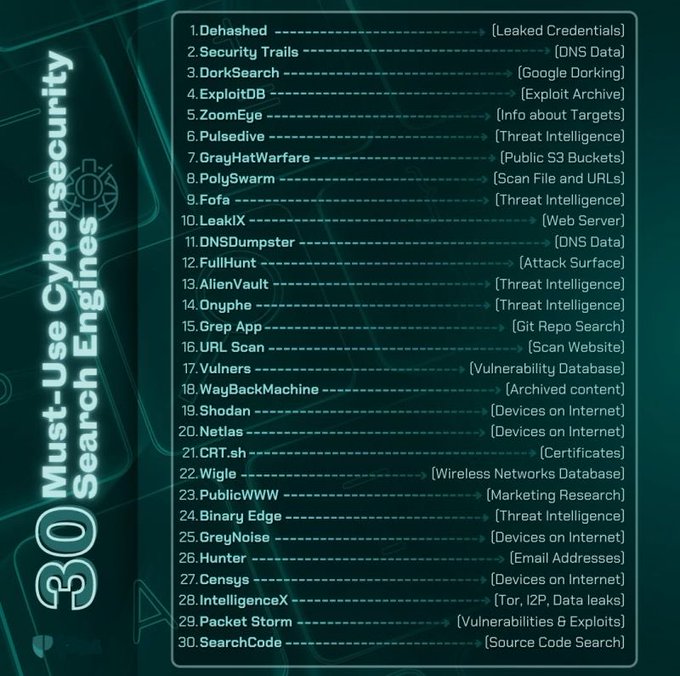 30 Must-Use Cybersecurity
Search Engines
1. Dehashed (Leaked Credentials)
2. Security Trails (DNS Data)
3. DorkSearch (Google Dorking)
4. ExploitDB (Exploit Archive)
5. ZoomEye (Info about Targets)
6. Pulsedive (Threat Intelligence)
7. GrayHatWarfare (Public S3 Buckets)
8. PolySwarm (Scan File and URLs)
9. Fofa (Threat Intelligence)
10. LeakIX (Web Server)
11. DNSDumpster (DNS Data)
12. FullHunt (Attack Surface)
13. AlienVault (Threat Intelligence)
14. Onyphe (Threat Intelligence)
15. Grep App (Git Repo Search)
16. URL Scan (Scan Website)
17. Vulners (Vulnerability Database)
18. WayBackMachine (Archived content)
19. Shodan (Devices on Internet)
20. Netlas (Devices on Internet)
21. CRT.sh (Certificates)
22. Wigle (Wireless Networks Database)
23. PublicWWW (Marketing Research)
24. Binary Edge (Threat Intelligence)
25. GreyNoise (Devices on Internet)
26. Hunter (Email Addresses)
27. Censys (Devices on Internet)
28. IntelligenceX (Tor, I2P, Data leaks)
29. Packet Storm (Vulnerabilities & Exploits)
30. SearchCode (Source Code Search)